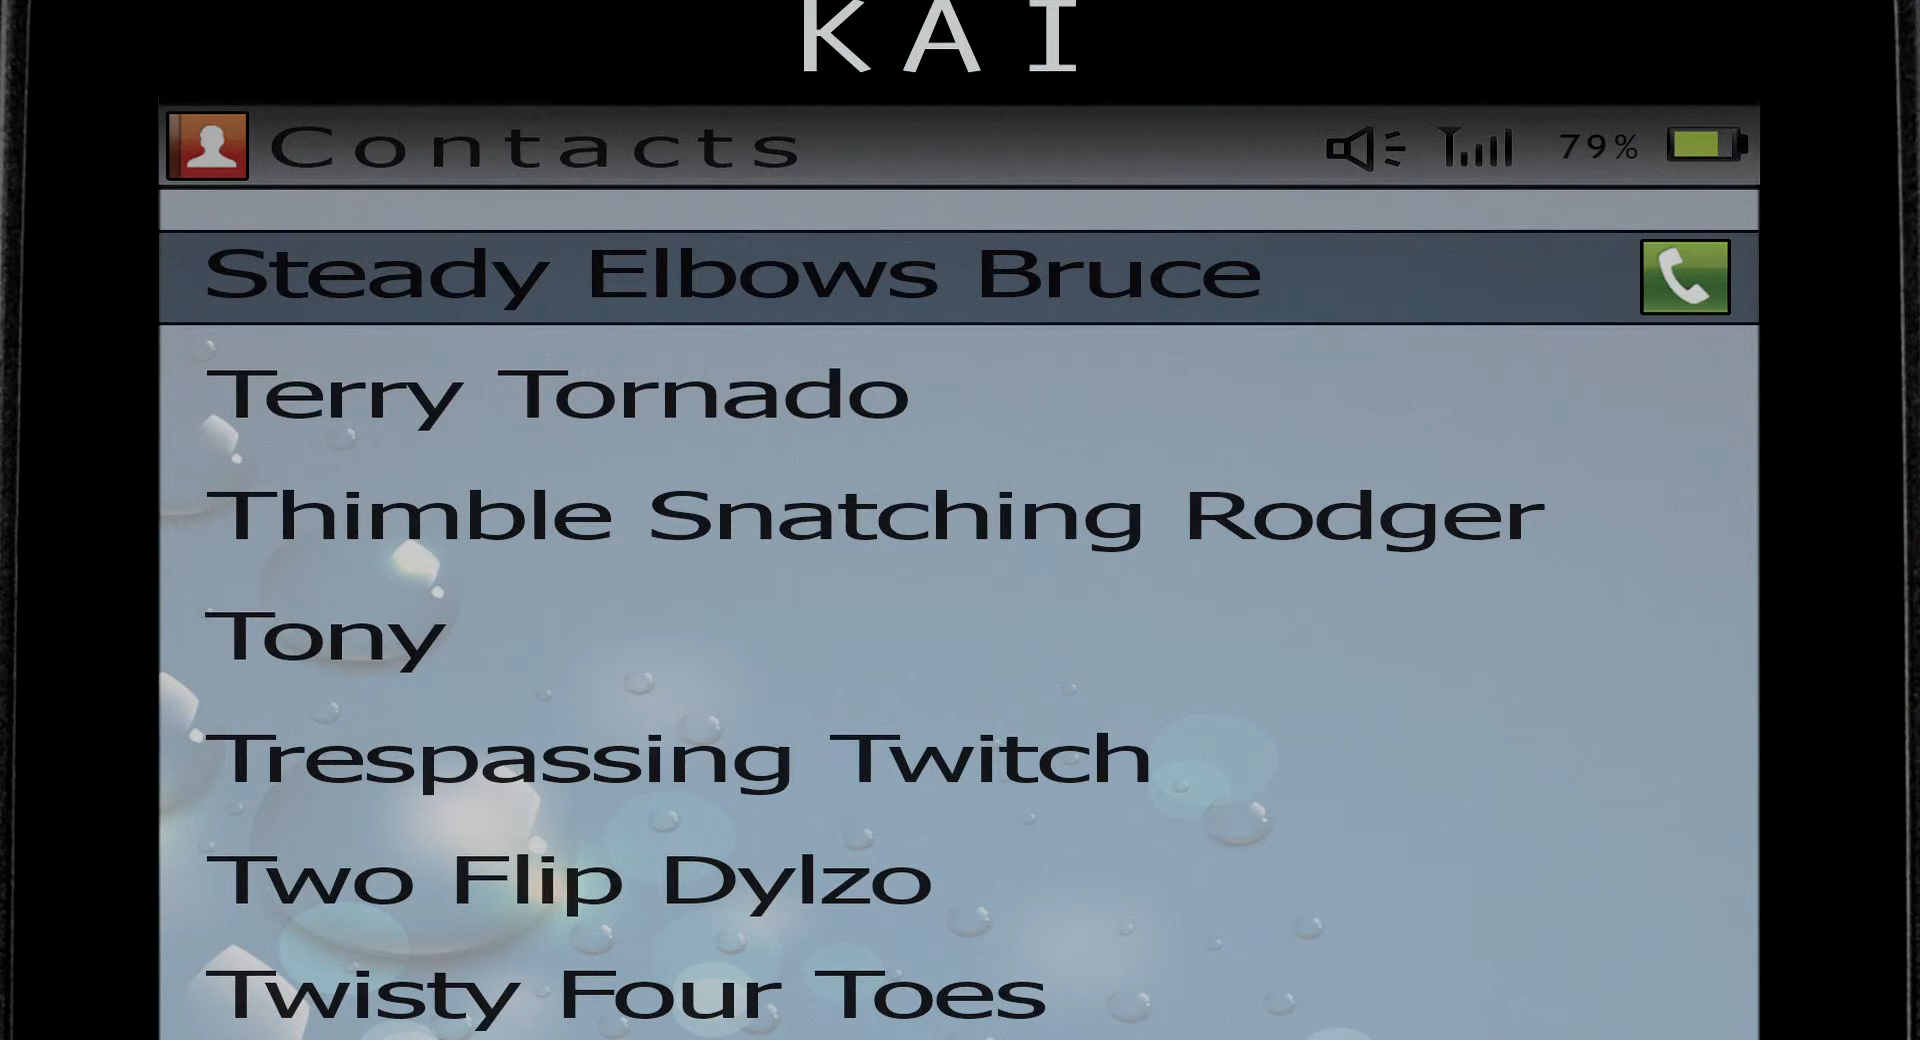 KAI
Contacts 79%
Steady Elbows Bruce
Terry Tornado
Thimble Snatching Rodger
Tony
Trespassing Twitch
Two Flip Dylzo
Twisty Four Toes